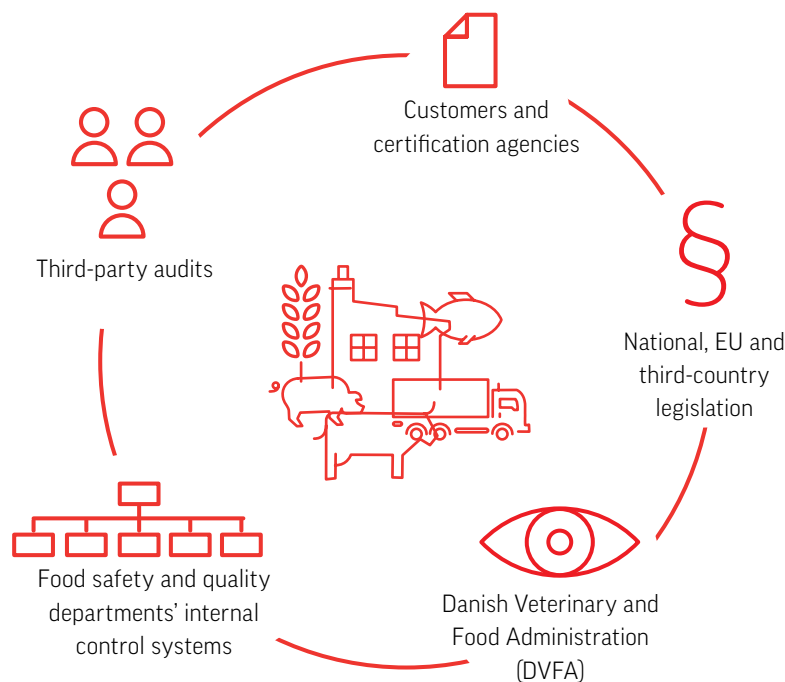 Customers and
certification agencies
Third-party audits
National, EU and
third-country
legislation
Food safety and quality
departments’ internal
control systems
Danish Veterinary and
Food Administration
(DVFA)